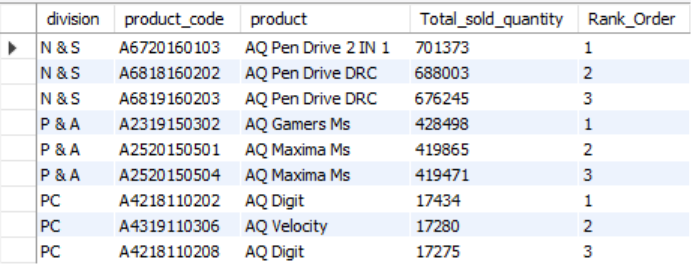 division product_code product Total_sold_quantity Rank_Order
N & S A6720160103 AQ Pen Drive 2 IN 1 701373 1
N & S A6818160202 AQ Pen Drive DRC 688003 2
N & S A6819160203 AQ Pen Drive DRC 676245 3
P & A A2319150302 AQ Gamers Ms 428498 1
P & A A2520150501 AQ Maxima Ms 419865 2
P & A A2520150504 AQ Maxima Ms 419471 3
PC A4218110202 AQ Digit 17434 1
PC A4319110306 AQ Velocity 17280 2
PC A4218110208 AQ Digit 17275 3